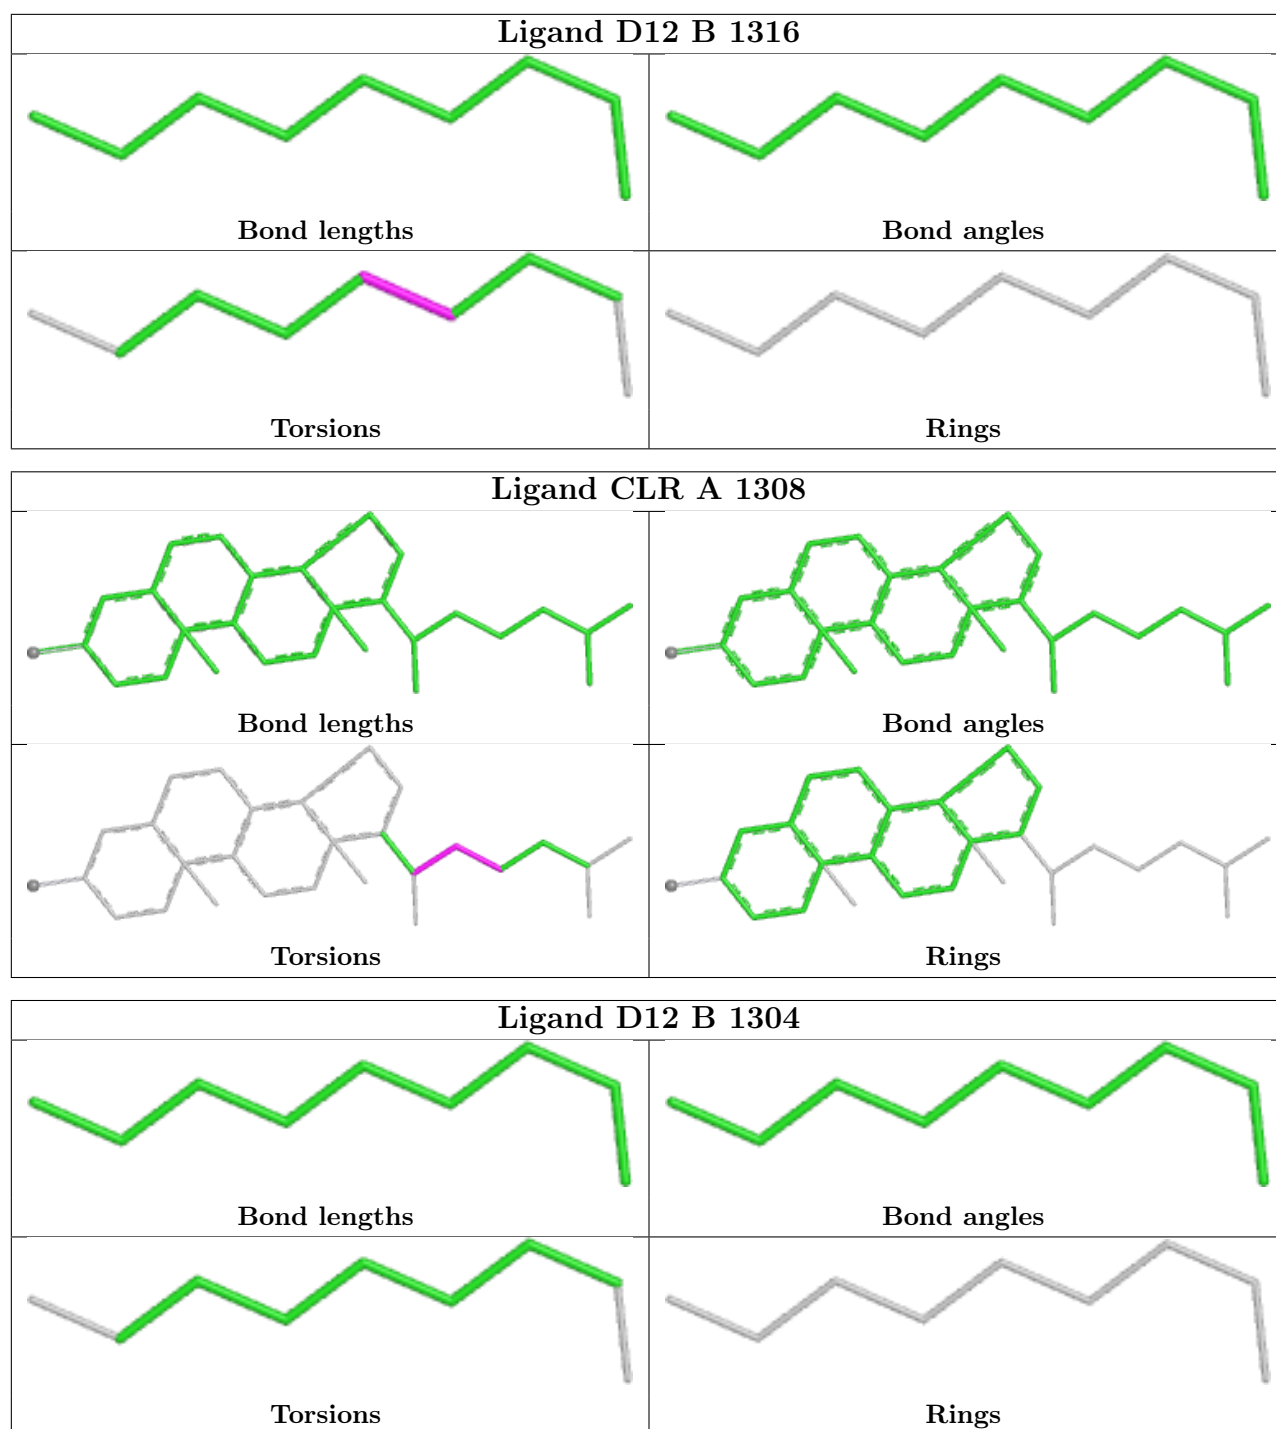 Ligand D12 B 1316
Bond lengths
Bond angles
Torsions
Rings
Ligand CLR A 1308
Bond lengths
Bond angles
Torsions
Rings
Ligand D12 B 1304
Bond lengths
Bond angles
Torsions
Rings